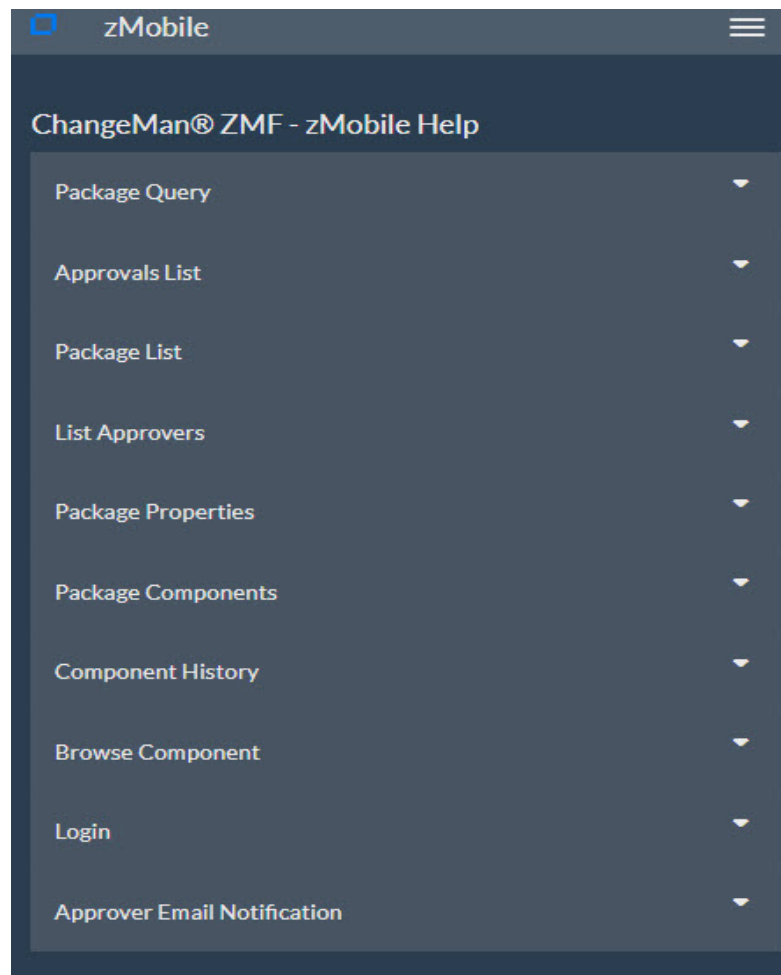 zMobile
ChangeMan® ZMF - zMobile Help
Package Query
Approvals List
Package List
List Approvers
Package Properties
Package Components
Component History
Browse Component
Login
Approver Email Notification